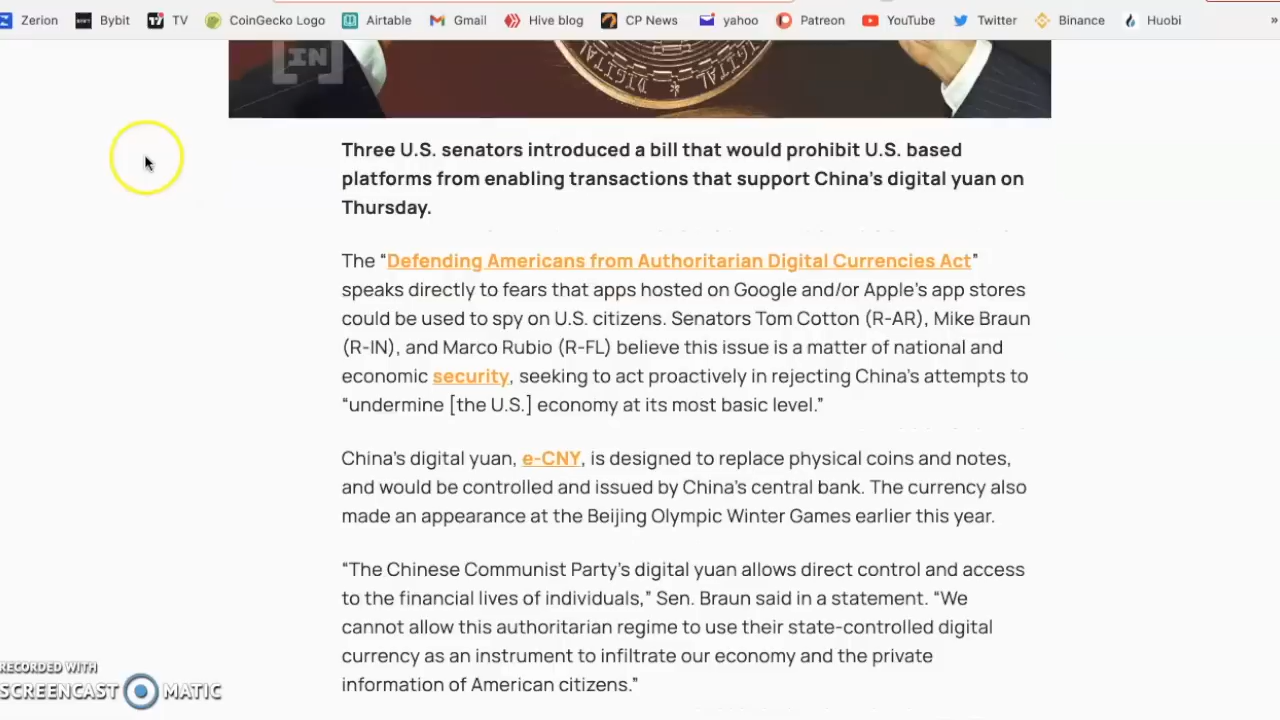 Zerion Bybit TV CoinGecko Logo Airtable Gmail Hive blog CP News yahoo Patreon YouTube Twitter Binance Huobi »
IN
DIGITAL DIGITAL
Three U.S. senators introduced a bill that would prohibit U.S. based
platforms from enabling transactions that support China’s digital yuan on
Thursday.
The “Defending Americans from Authoritarian Digital Currencies Act”
speaks directly to fears that apps hosted on Google and/or Apple’s app stores
could be used to spy on U.S. citizens. Senators Tom Cotton (R-AR), Mike Braun
(R-IN), and Marco Rubio (R-FL) believe this issue is a matter of national and
economic security, seeking to act proactively in rejecting China’s attempts to
“undermine [the U.S.] economy at its most basic level.”
China’s digital yuan, e-CNY, is designed to replace physical coins and notes,
and would be controlled and issued by China’s central bank. The currency also
made an appearance at the Beijing Olympic Winter Games earlier this year.
“The Chinese Communist Party’s digital yuan allows direct control and access
to the financial lives of individuals,” Sen. Braun said in a statement. “We
cannot allow this authoritarian regime to use their state-controlled digital
currency as an instrument to infiltrate our economy and the private
information of American citizens.”
RECORDED WITH
SCREENCAST MATIC